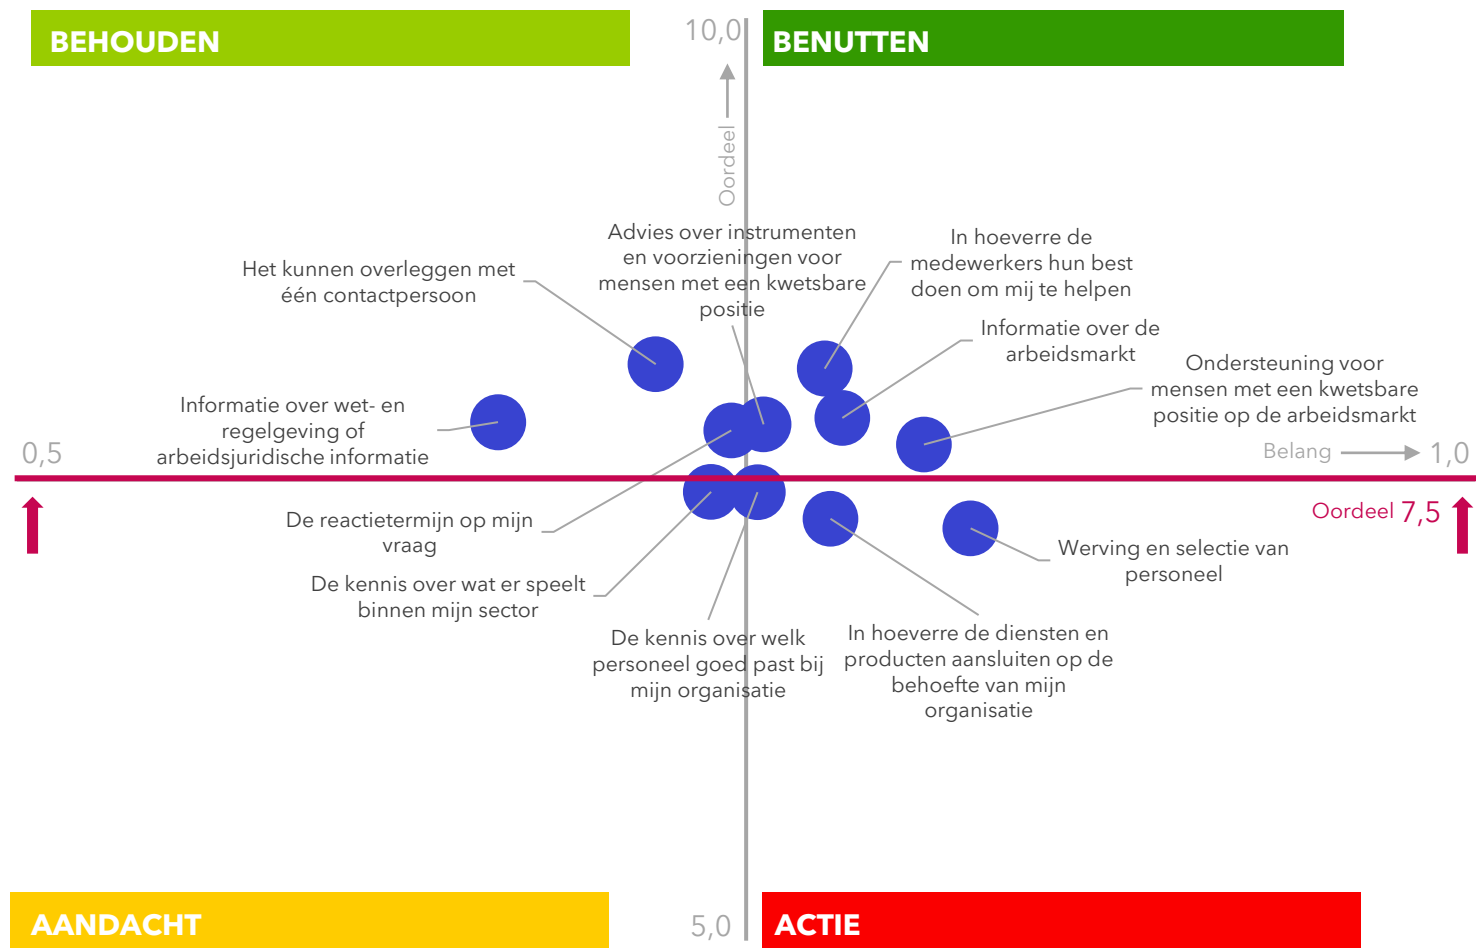 BEHOUDEN
10,0
BENUTTEN
Oordeel
Advies over instrumenten
en voorzieningen voor
mensen met een kwetsbare
positie
In hoeverre de
medewerkers hun best
doen om mij te helpen
Het kunnen overleggen met
één contactpersoon
Informatie over de
arbeidsmarkt
Ondersteuning voor
mensen met een kwetsbare
positie op de arbeidsmarkt
Informatie over wet- en
regelgeving of
arbeidsjuridische informatie
0,5
Belang
1,0
Oordeel 7,5
De reactietermijn op mijn
vraag
Werving en selectie van
personeel
De kennis over wat er speelt
binnen mijn sector
De kennis over welk
personeel goed past bij
mijn organisatie
In hoeverre de diensten en
producten aansluiten op de
behoefte van mijn
organisatie
AANDACHT
5,0
ACTIE